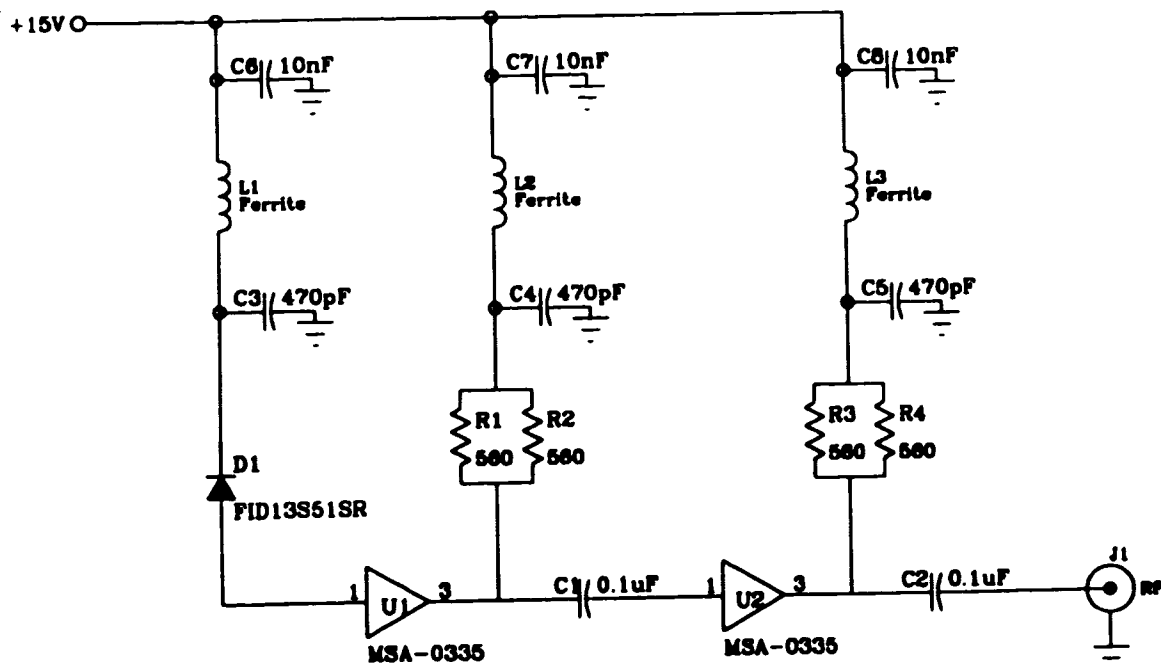 +15V
C6 10nF
C7 10nF
C8 10nF
L1
Ferrite
L2
Ferrite
L3
Ferrite
C3 470pF
C4 470pF
C5 470pF
R1
560
R2
560
R3
560
R4
560
D1
FID13S51SR
1
U1
3
MSA-0335
C1 0.1uF
1
U2
3
MSA-0335
C2 0.1uF
J1
RF